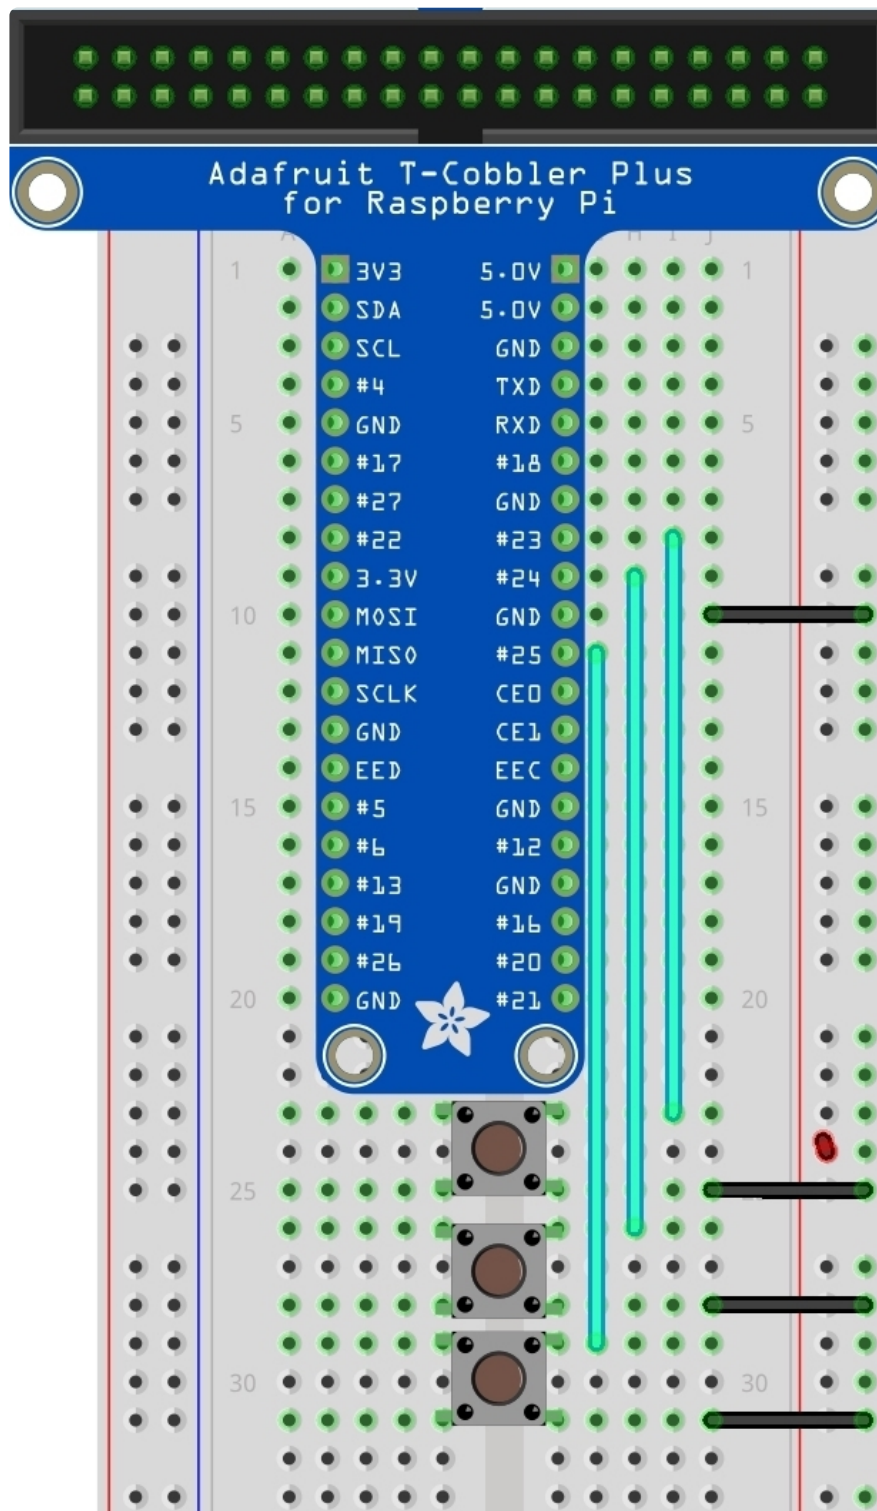 Adafruit T-Cobbler Plus
for Raspberry Pi
H I J
1 3V3 5.0V 1
SDA 5.0V
SCL GND
#4 TXD
5 GND RXD 5
#17 #18
#27 GND
#22 #23
3.3V #24
10 MOSI GND
MISO #25
SCLK CE0
GND CE1
EED EEC
15 #5 GND 15
#6 #12
#13 GND
#19 #16
#26 #20
20 GND #21 20
25
30 30